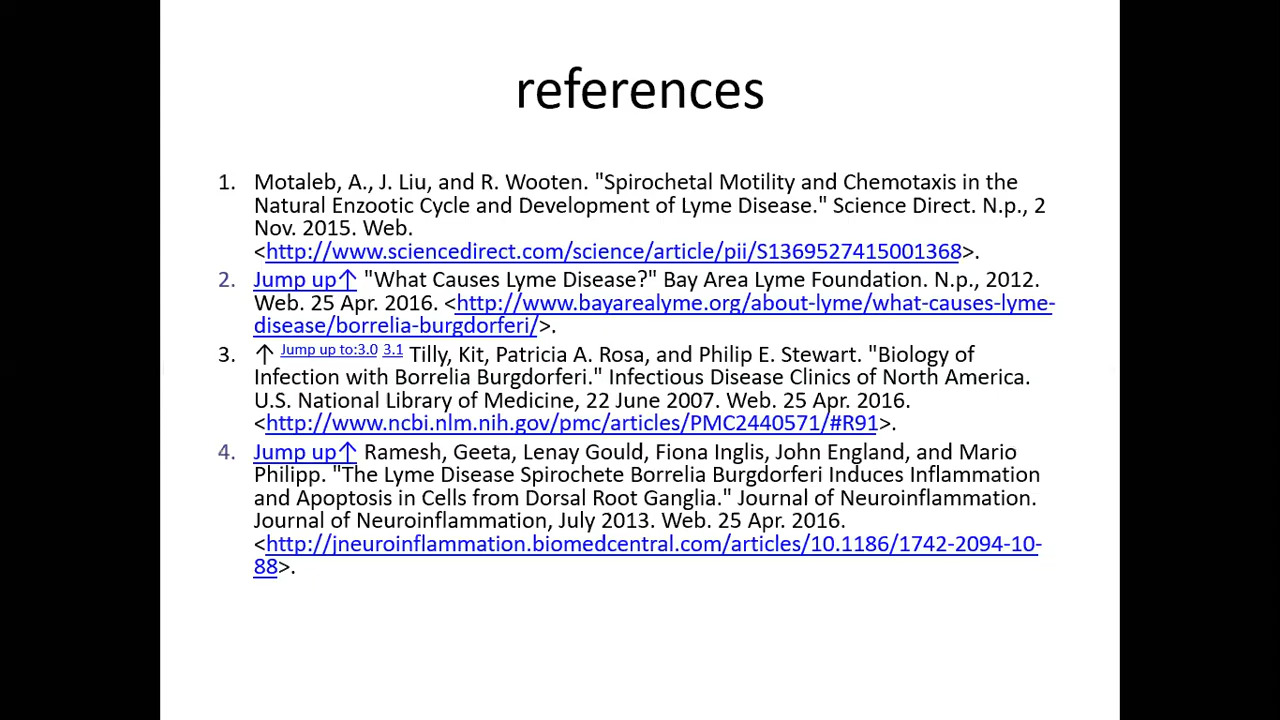 references
1. Motaleb, A., J. Liu, and R. Wooten. "Spirochetal Motility and Chemotaxis in the
Natural Enzootic Cycle and Development of Lyme Disease." Science Direct. N.p., 2
Nov. 2015. Web.
<http://www.sciencedirect.com/science/article/pii/S1369527415001368>.
2. Jump up↑ "What Causes Lyme Disease?" Bay Area Lyme Foundation. N.p., 2012.
Web. 25 Apr. 2016. <http://www.bayarealyme.org/about-lyme/what-causes-lyme-
disease/borrelia-burgdorferi/>.
3. ↑ Jump up to:3.0 3.1 Tilly, Kit, Patricia A. Rosa, and Philip E. Stewart. "Biology of
Infection with Borrelia Burgdorferi." Infectious Disease Clinics of North America.
U.S. National Library of Medicine, 22 June 2007. Web. 25 Apr. 2016.
<http://www.ncbi.nlm.nih.gov/pmc/articles/PMC2440571/#R91>.
4. Jump up↑ Ramesh, Geeta, Lenay Gould, Fiona Inglis, John England, and Mario
Philipp. "The Lyme Disease Spirochete Borrelia Burgdorferi Induces Inflammation
and Apoptosis in Cells from Dorsal Root Ganglia." Journal of Neuroinflammation.
Journal of Neuroinflammation, July 2013. Web. 25 Apr. 2016.
<http://jneuroinflammation.biomedcentral.com/articles/10.1186/1742-2094-10-
88>.